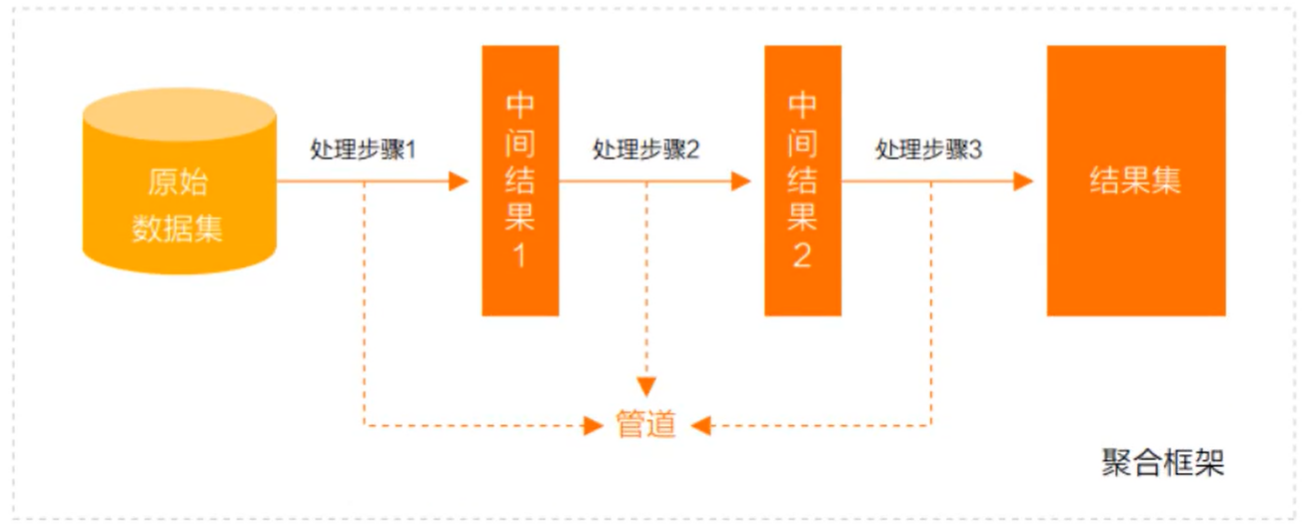 原始
数据集
处理步骤1
中间结果1
处理步骤2
中间结果2
处理步骤3
结果集
管道
聚合框架